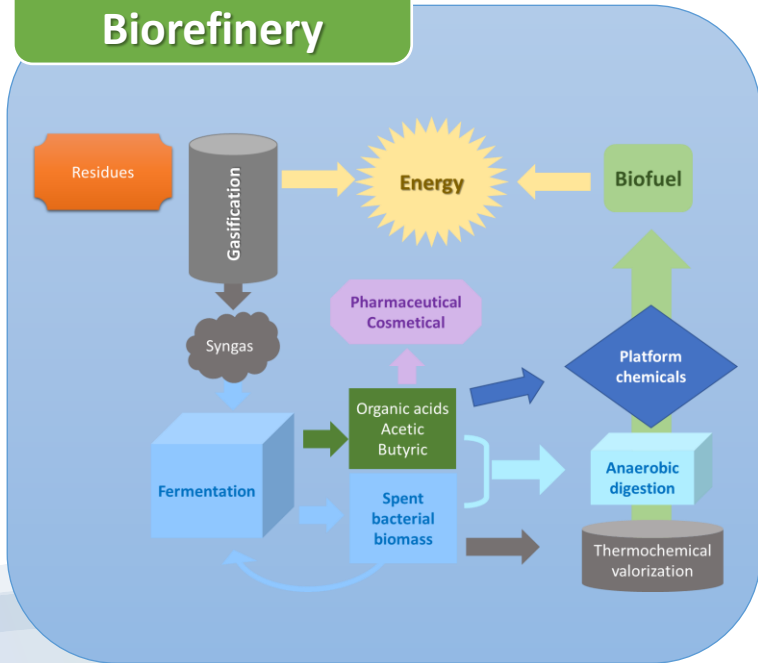 Biorefinery
Residues
Gasification
Energy
Biofuel
Pharmaceutical
Cosmetical
Syngas
Platform
chemicals
Organic acids
Acetic
Butyric
Fermentation
Spent
bacterial
biomass
Anaerobic
digestion
Thermochemical
valorization